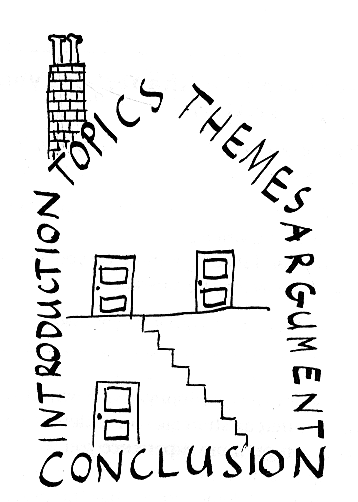 INTRODUCTION
TOPICS
THEMES
ARGUMENT
CONCLUSION